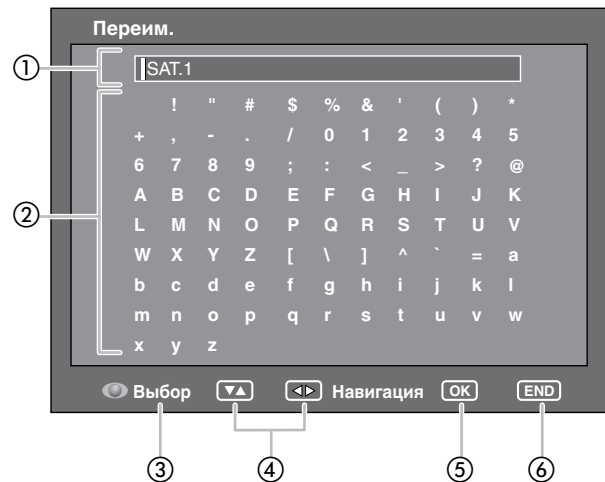 Переим.
① SAT.1
! " # $ % & ' ( ) *
+ , - . / 0 1 2 3 4 5
6 7 8 9 ; : < _ > ? @
② A B C D E F G H I J K
L M N O P Q R S T U V
W X Y Z [ \ ] ^ ` = a
b c d e f g h i j k l
m n o p q r s t u v w
x y z
Выбор ▼▲ ◀▶ Навигация OK END
③ ④ ⑤ ⑥